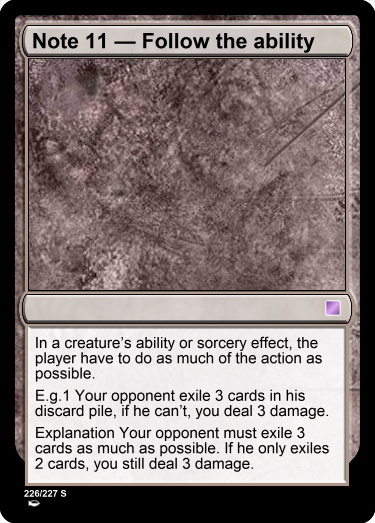 Note 11 — Follow the ability
In a creature's ability or sorcery effect, the
player have to do as much of the action as
possible.
E.g.1 Your opponent exile 3 cards in his
discard pile, if he can't, you deal 3 damage.
Explanation Your opponent must exile 3
cards as much as possible. If he only exiles
2 cards, you still deal 3 damage.
226/227 S